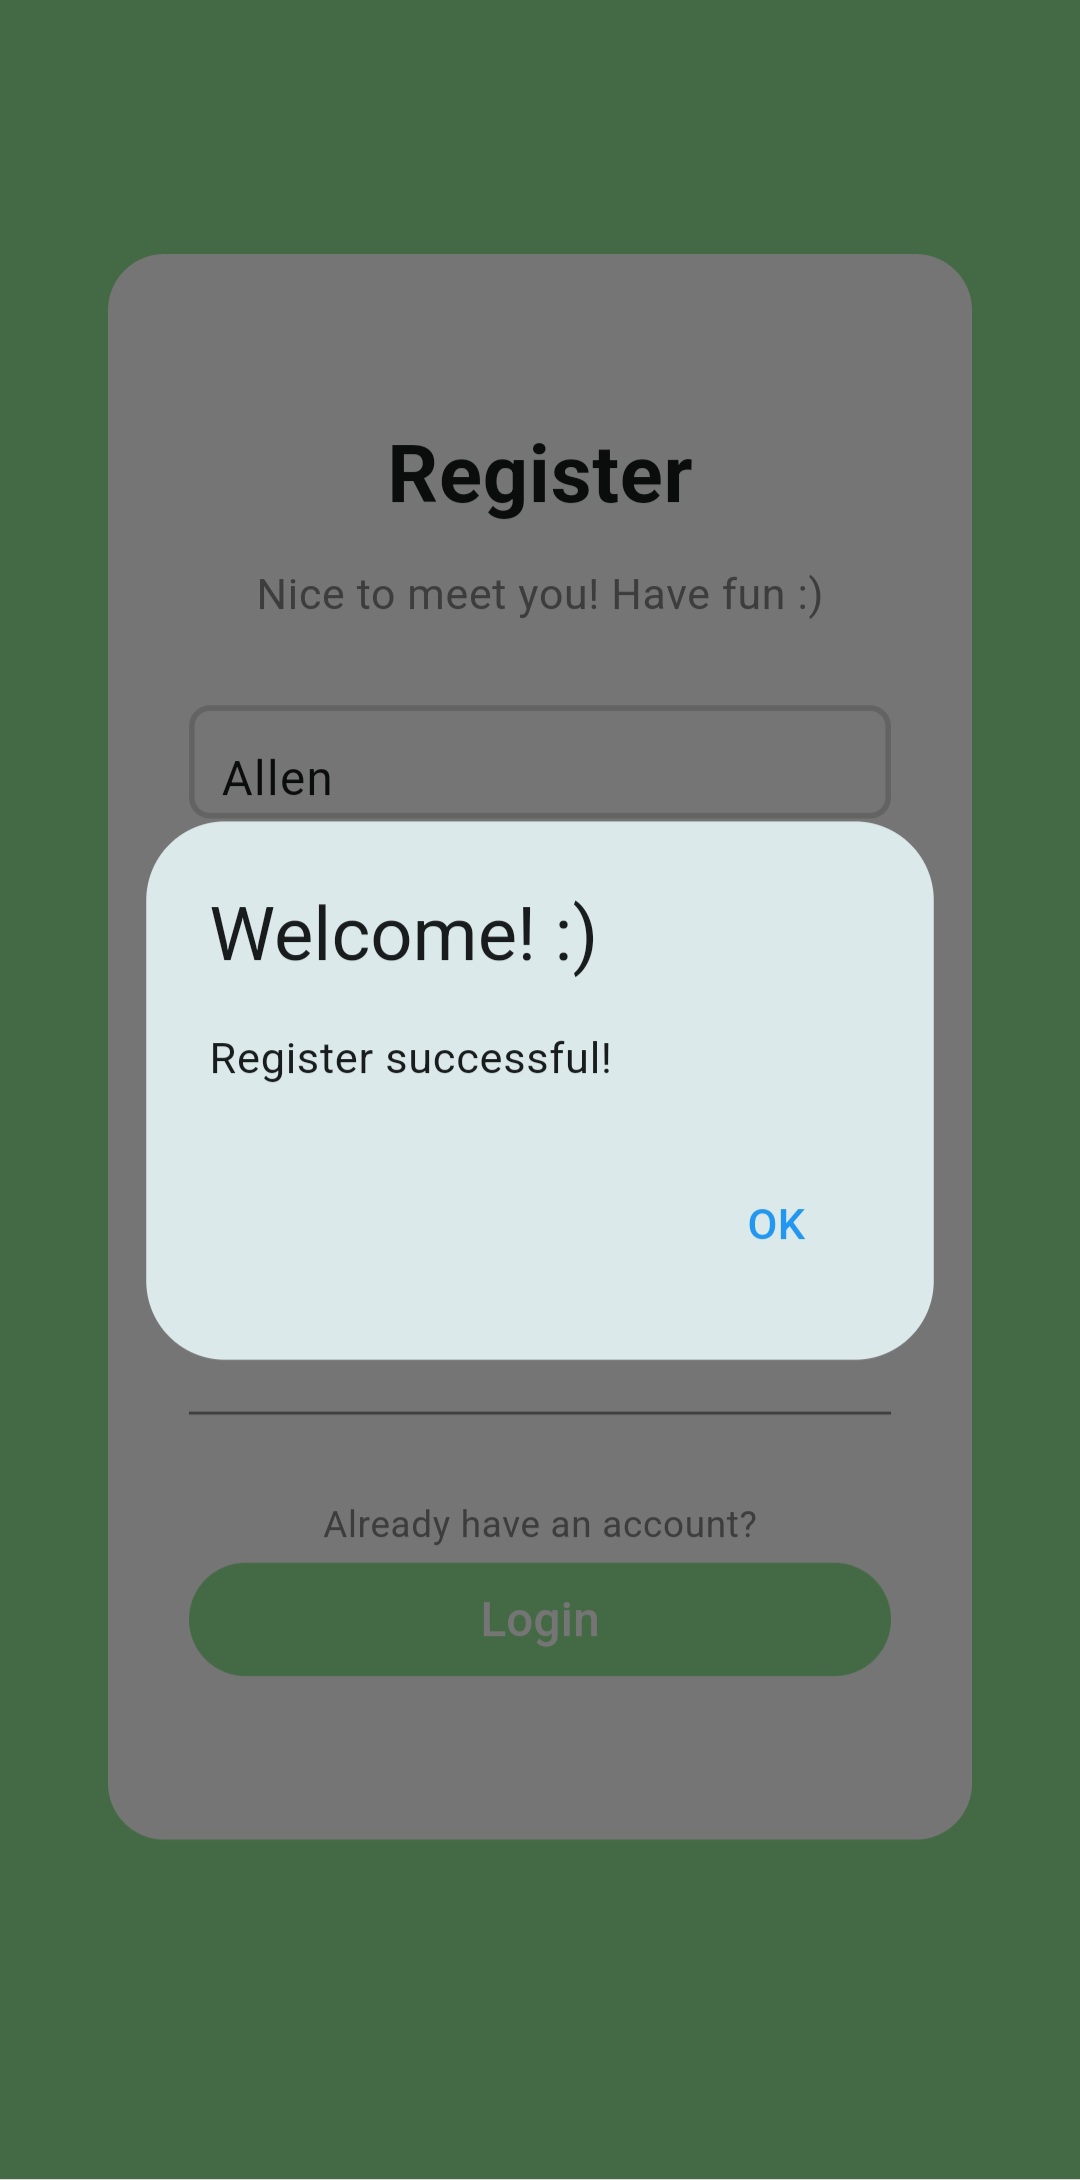 Register
Nice to meet you! Have fun :)
Allen
Welcome! :)
Register successful!
OK
Already have an account?
Login